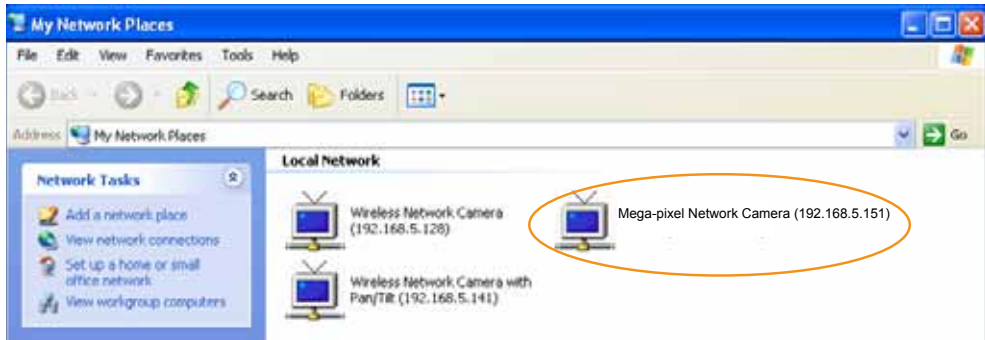 My Network Places
File Edit View Favorites Tools Help
Back Search Folders
Address My Network Places Go
Local Network
Network Tasks
Add a network place
View network connections
Set up a home or small
office network
View workgroup computers
Wireless Network Camera
(192.168.5.128)
Mega-pixel Network Camera (192.168.5.151)
Wireless Network Camera with
Pan/Tilt (192.168.5.141)